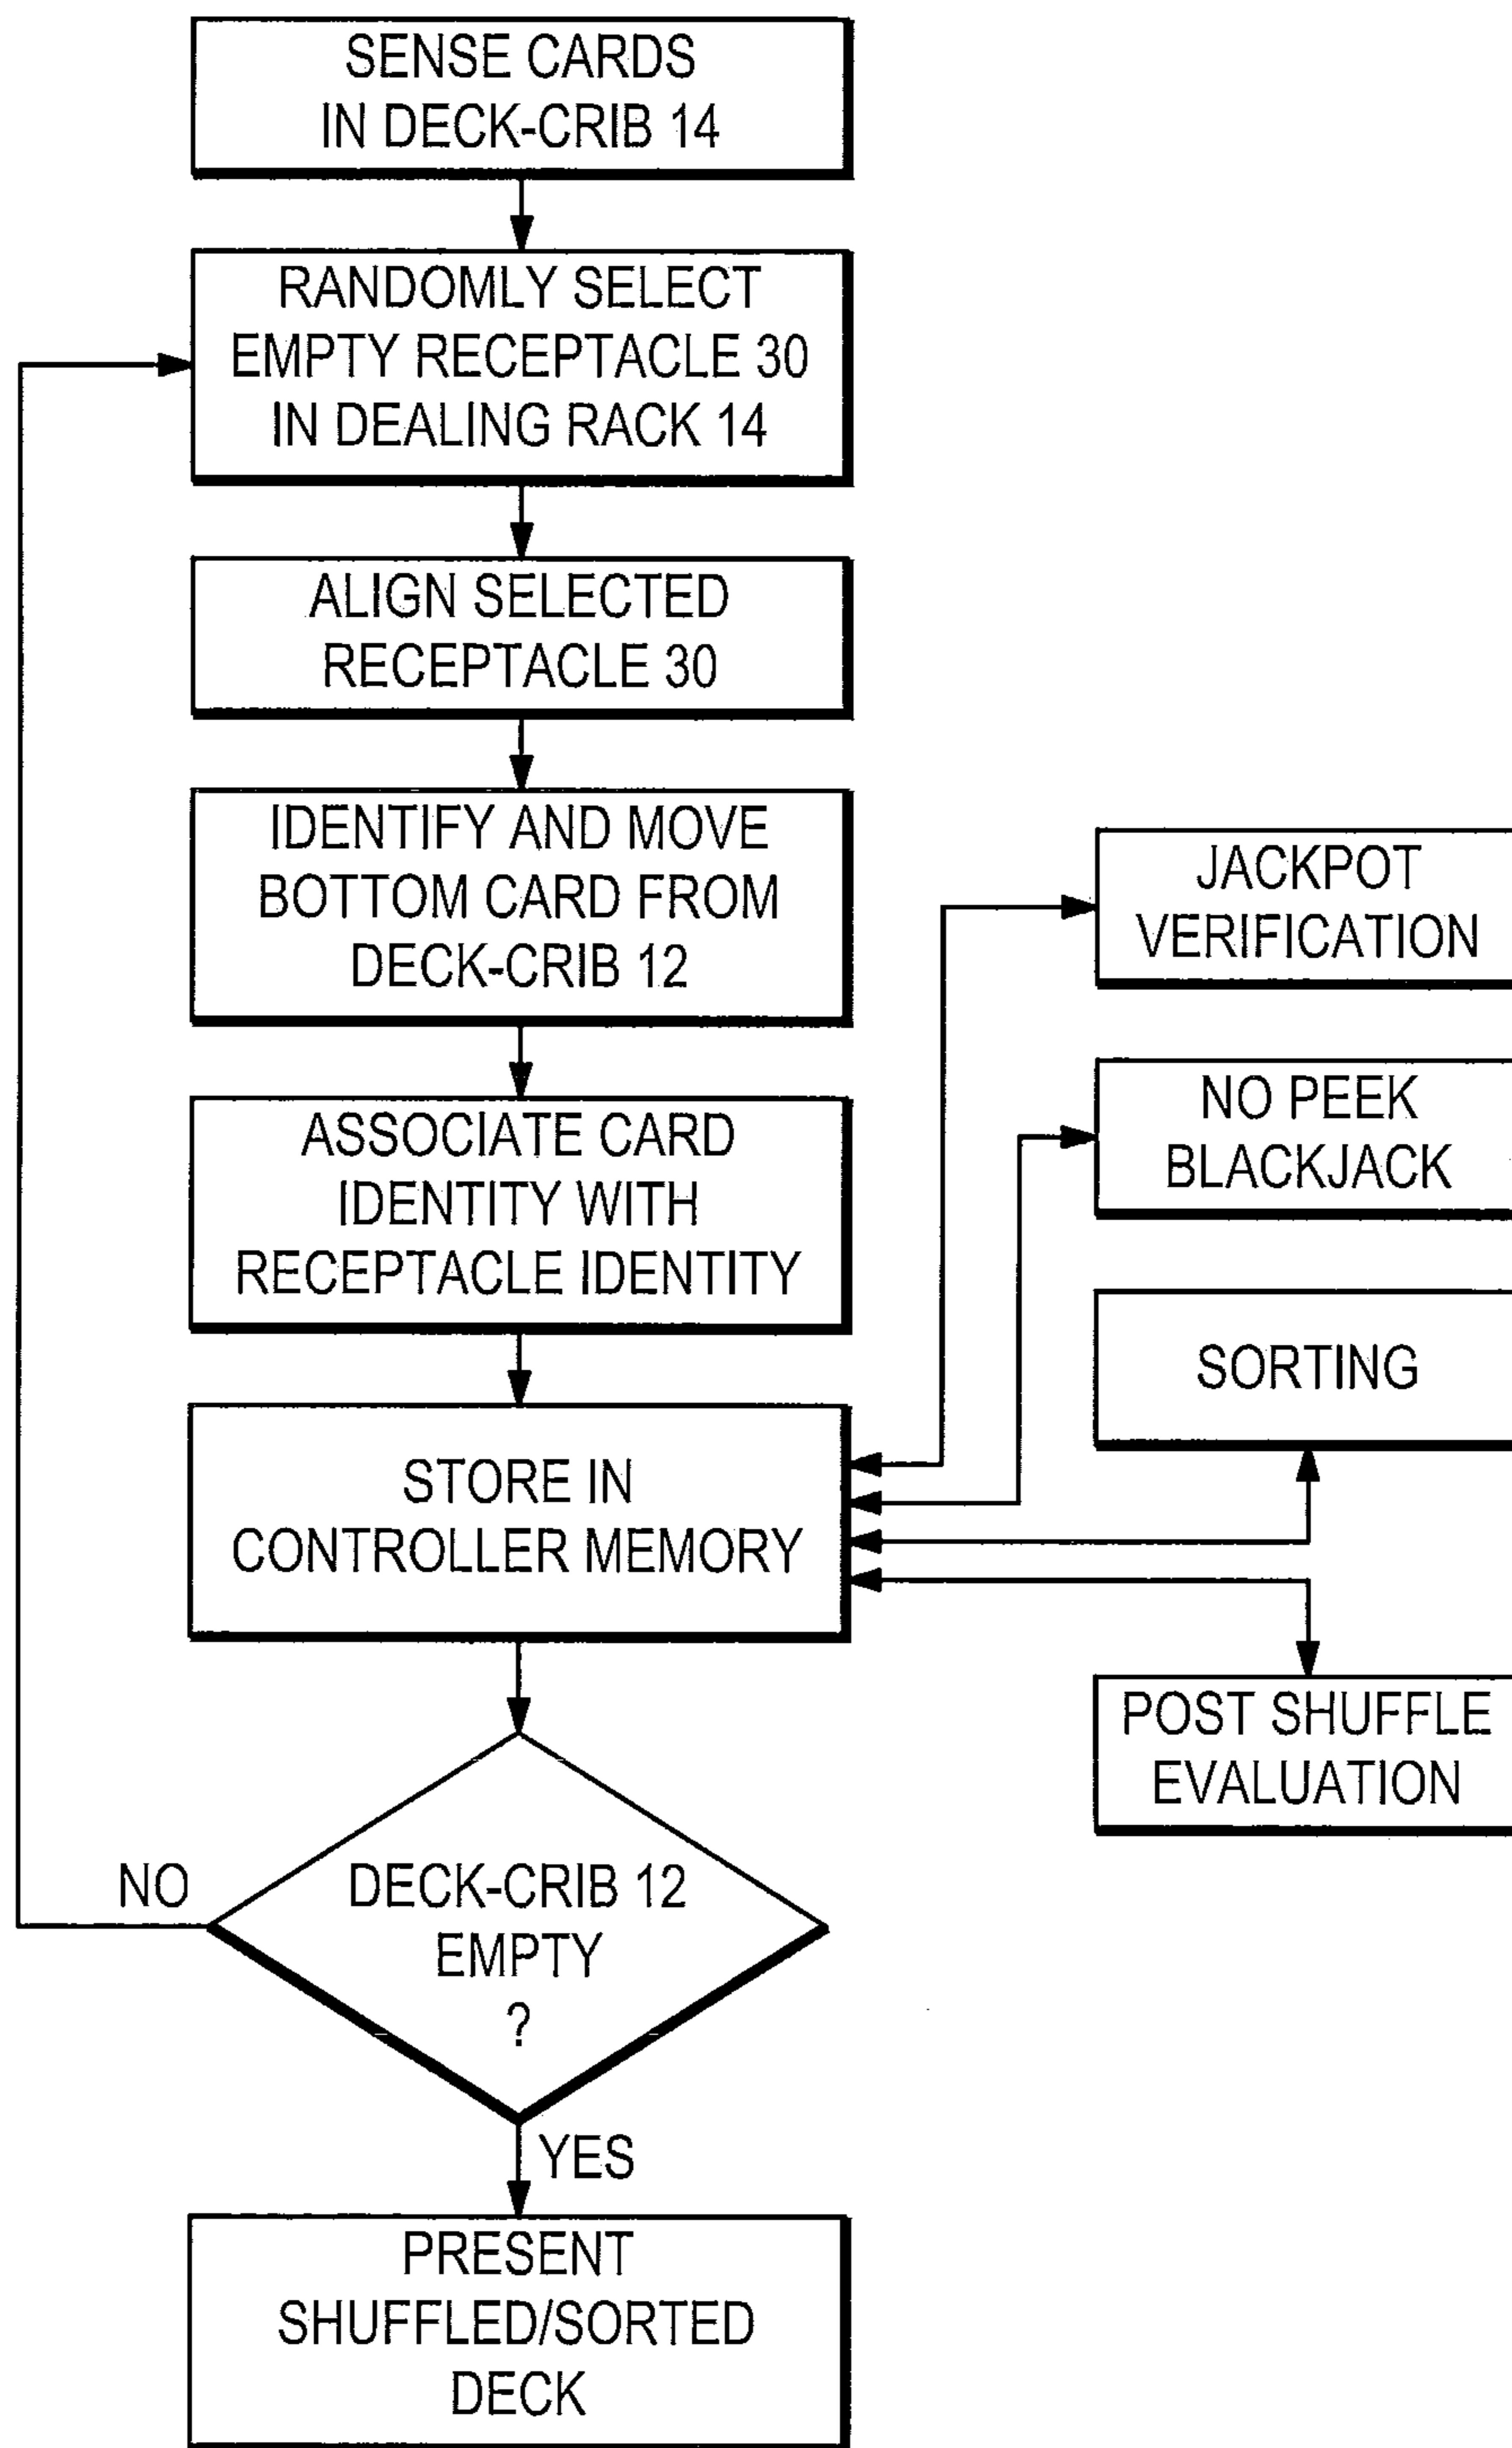 SENSE CARDS
IN DECK-CRIB 14
RANDOMLY SELECT
EMPTY RECEPTACLE 30
IN DEALING RACK 14
ALIGN SELECTED
RECEPTACLE 30
IDENTIFY AND MOVE
BOTTOM CARD FROM
DECK-CRIB 12
ASSOCIATE CARD
IDENTITY WITH
RECEPTACLE IDENTITY
STORE IN
CONTROLLER MEMORY
JACKPOT
VERIFICATION
NO PEEK
BLACKJACK
SORTING
POST SHUFFLE
EVALUATION
NO
DECK-CRIB 12
EMPTY
?
YES
PRESENT
SHUFFLED/SORTED
DECK